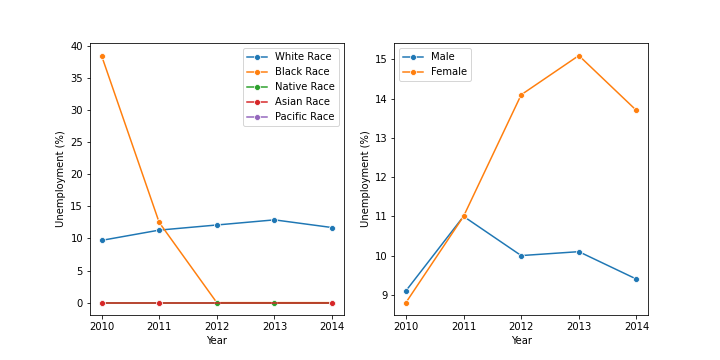 40
35
30
25
20
15
10
5
0
Unemployment (%)
2010 2011 2012 2013 2014
Year
White Race
Black Race
Native Race
Asian Race
Pacific Race
15
14
13
12
11
10
9
Unemployment (%)
2010 2011 2012 2013 2014
Year
Male
Female